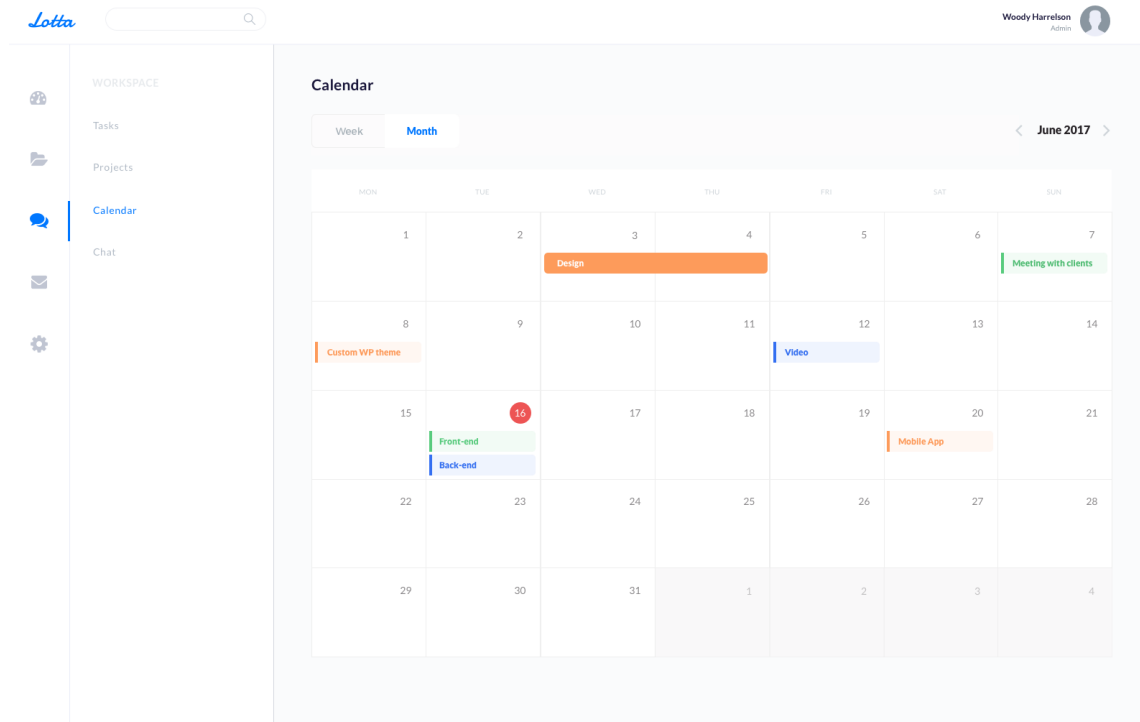 Lotta
Woody Harrelson
Admin
WORKSPACE
Tasks
Projects
Calendar
Chat
Calendar
Week Month
June 2017
MON TUE WED THU FRI SAT SUN
1 2 3 4 5 6 7
Design Meeting with clients
8 9 10 11 12 13 14
Custom WP theme Video
15 16 17 18 19 20 21
Front-end Mobile App
Back-end
22 23 24 25 26 27 28
29 30 31 1 2 3 4